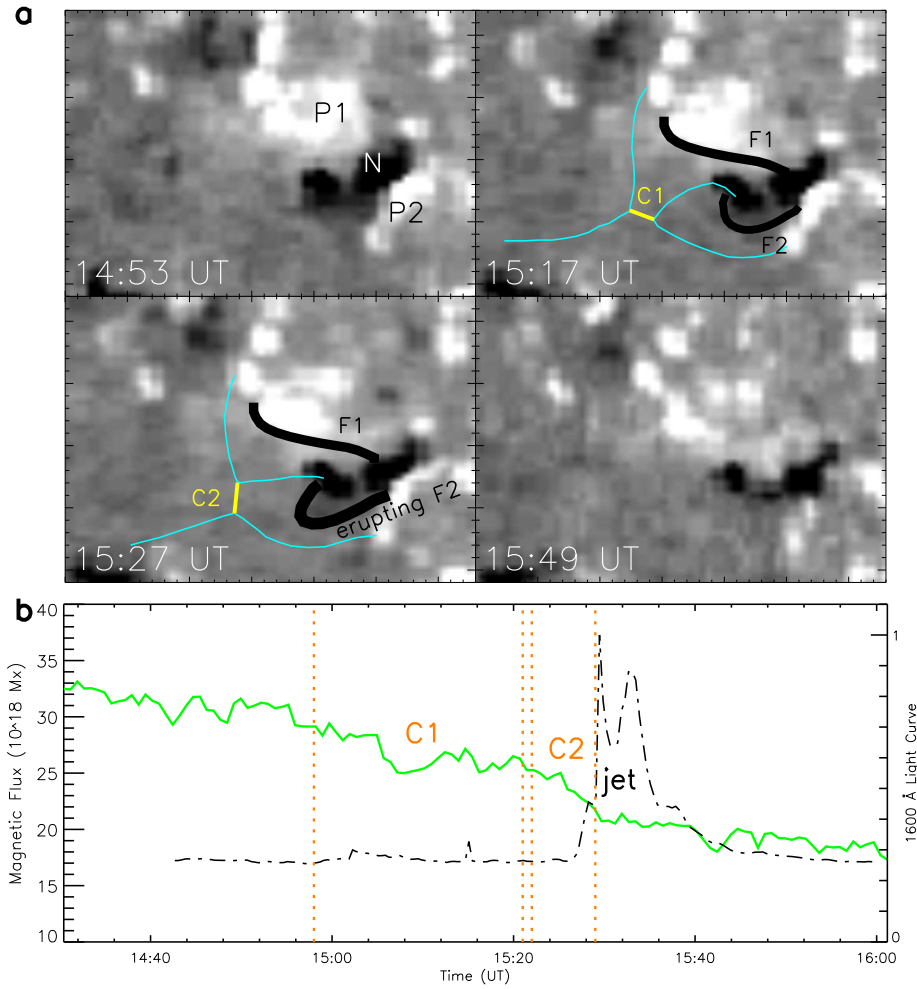 a
P1
N
P2
14:53 UT
F1
C1
F2
15:17 UT
F1
C2
erupting F2
15:27 UT
15:49 UT
b
40
35
30
25
20
15
10
Magnetic Flux (10^18 Mx)
C1
C2
jet
1
0
1600 Å Light Curve
14:40 15:00 15:20 15:40 16:00
Time (UT)